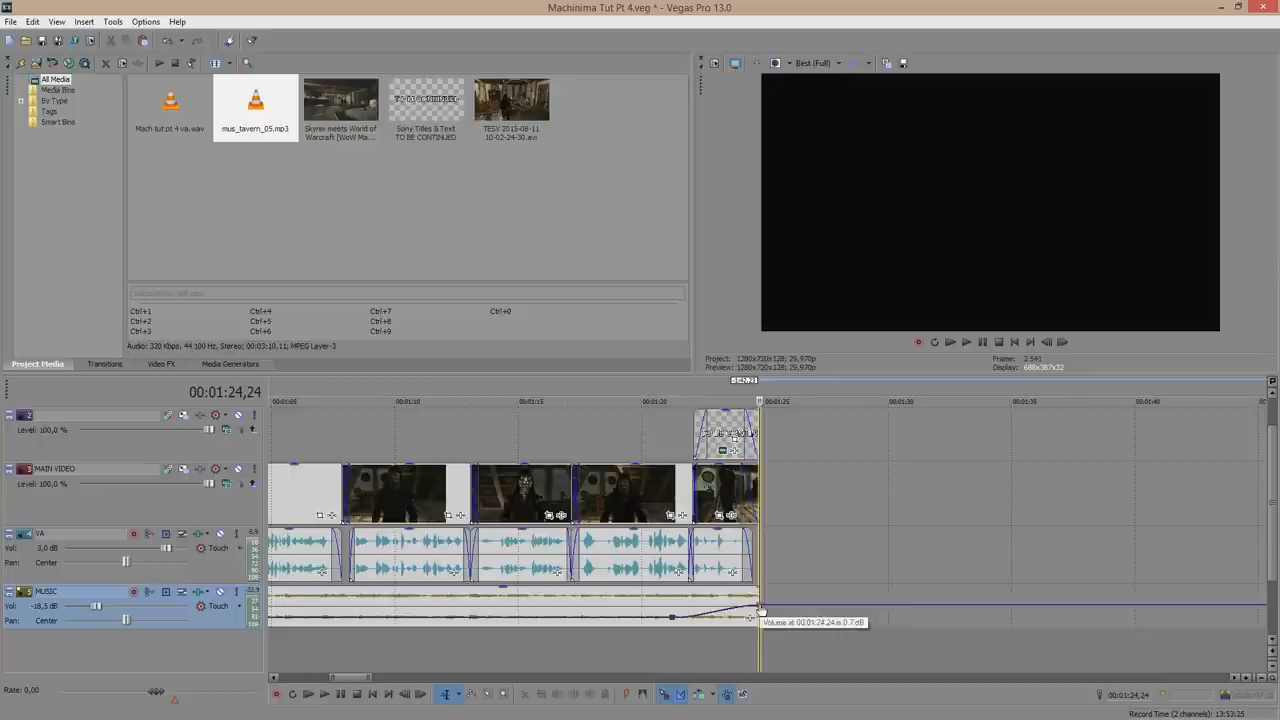 Machinima Tut Pt 4.veg * - Vegas Pro 13.0
File Edit View Insert Tools Options Help
All Media
Media Bins
By Type
Tags
Smart Bins
Mach tut pt 4 va.wav
mus_tavern_05.mp3
Skyrim meets World of
Warcraft [WoW Ma...
Sony Titles & Text
TO BE CONTINUED
TESV 2015-08-11
10-02-24-30.avi
Best (Full)
Ctrl+1 Ctrl+4 Ctrl+7 Ctrl+0
Ctrl+2 Ctrl+5 Ctrl+8
Ctrl+3 Ctrl+6 Ctrl+9
Audio: 320 Kbps, 44 100 Hz, Stereo; 00:03:10,11; MPEG Layer-3
Project Media Transitions Video FX Media Generators
Project: 1280x720x128; 29,970p
Preview: 1280x720x128; 29,970p
Frame: 2 541
Display: 688x387x32
00:01:24,24
00:01:05 00:01:10 00:01:15 00:01:20 00:01:25 00:01:30 00:01:35 00:01:40
2
Level: 100,0 %
3 MAIN VIDEO
Level: 100,0 %
4 VA
Vol: 3,0 dB Touch
Pan: Center
5 MUSIC
Vol: -18,5 dB Touch
Pan: Center
Volume at 00:01:24,24 is 0,7 dB
Rate: 0,00
00:01:24,24
Record Time (2 channels): 13:53:25